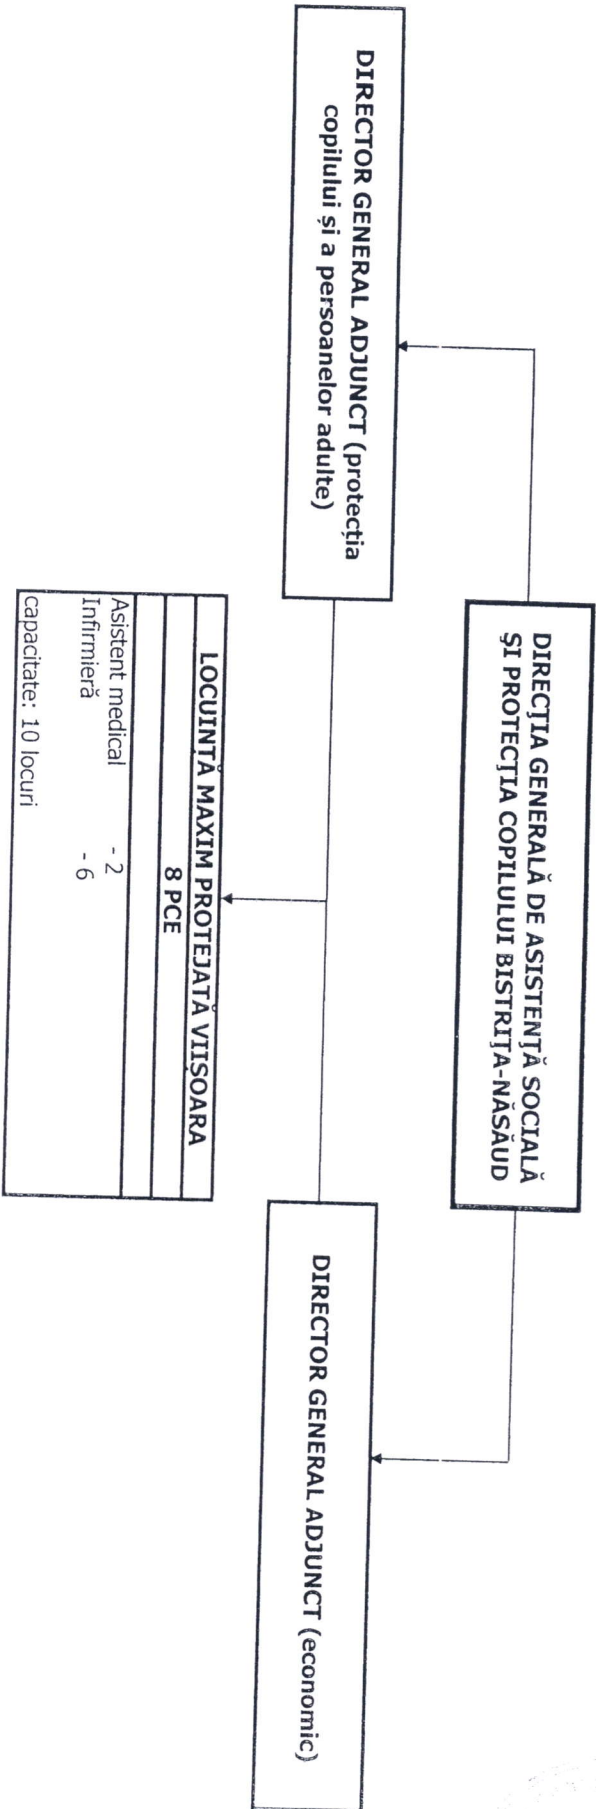 DIRECȚIA GENERALĂ DE ASISTENȚĂ SOCIALĂ
ȘI PROTECȚIA COPILULUI BISTRIȚA-NĂSĂUD
DIRECTOR GENERAL ADJUNCT (protecția
copilului și a persoanelor adulte)
DIRECTOR GENERAL ADJUNCT (economic)
LOCUINȚĂ MAXIM PROTEJATĂ VIIȘOARA
8 PCE
Asistent medical - 2
Infirmieră - 6
capacitate: 10 locuri